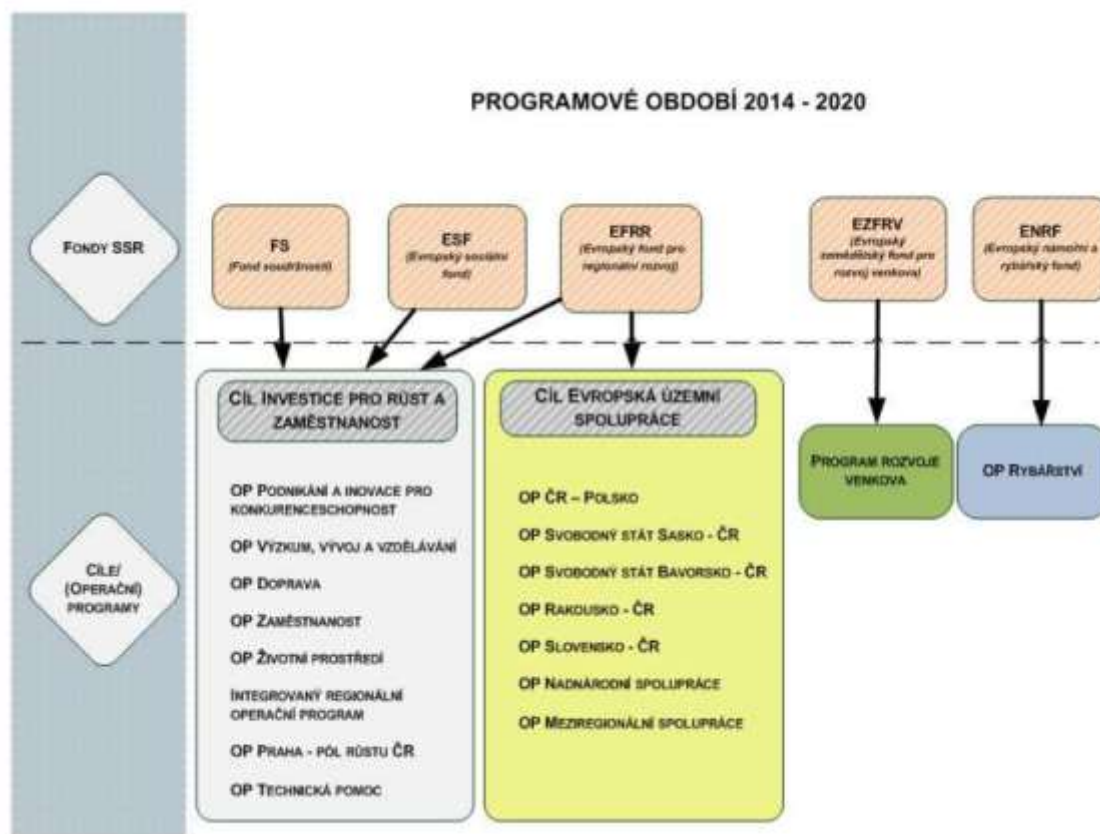 PROGRAMOVÉ OBDOBÍ 2014 - 2020
FONDY SSR
FS
(Fond soudržnosti)
ESF
(Evropský sociální
fond)
EFRR
(Evropský fond pro
regionální rozvoj)
EZFRV
(Evropský
zemědělský fond pro
rozvoj venkova)
ENRF
(Evropský námořní a
rybářský fond)
CÍLE/
(OPERAČNÍ)
PROGRAMY
CÍL INVESTICE PRO RŮST A
ZAMĚSTNANOST
OP PODNIKÁNÍ A INOVACE PRO
KONKURENCESCHOPNOST
OP VÝZKUM, VÝVOJ A VZDĚLÁVÁNÍ
OP DOPRAVA
OP ZAMĚSTNANOST
OP ŽIVOTNÍ PROSTŘEDÍ
INTEGROVANÝ REGIONÁLNÍ
OPERAČNÍ PROGRAM
OP PRAHA - PÓL RŮSTU ČR
OP TECHNICKÁ POMOC
CÍL EVROPSKÁ ÚZEMNÍ
SPOLUPRÁCE
OP ČR – POLSKO
OP SVOBODNÝ STÁT SASKO - ČR
OP SVOBODNÝ STÁT BAVORSKO - ČR
OP RAKOUSKO - ČR
OP SLOVENSKO - ČR
OP NADNÁRODNÍ SPOLUPRÁCE
OP MEZIREGIONÁLNÍ SPOLUPRÁCE
PROGRAM ROZVOJE
VENKOVA
OP RYBÁŘSTVÍ